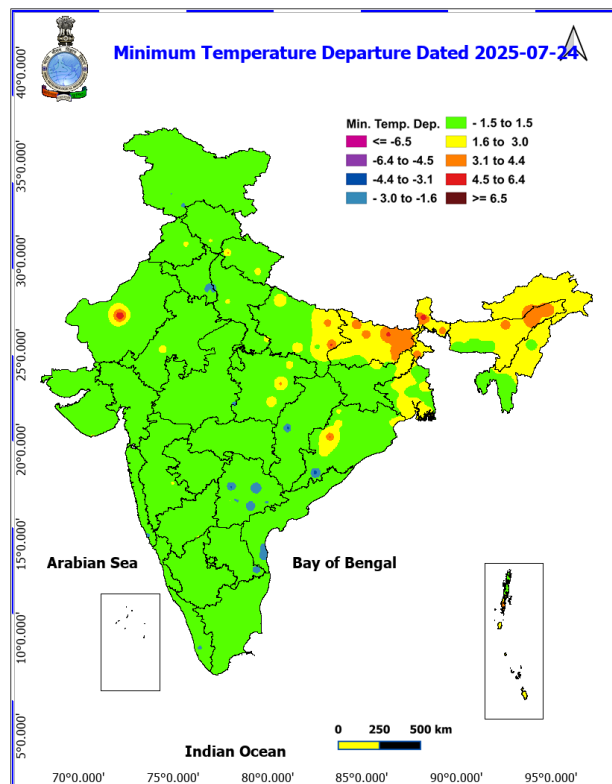 Minimum Temperature Departure Dated 2025-07-24
Min. Temp. Dep.
<= -6.5
-6.4 to -4.5
-4.4 to -3.1
- 3.0 to -1.6
- 1.5 to 1.5
1.6 to 3.0
3.1 to 4.4
4.5 to 6.4
>= 6.5
40°0.000'
35°0.000'
30°0.000'
25°0.000'
20°0.000'
15°0.000'
10°0.000'
5°0.000'
Arabian Sea
Bay of Bengal
0 250 500 km
Indian Ocean
70°0.000' 75°0.000' 80°0.000' 85°0.000' 90°0.000' 95°0.000'